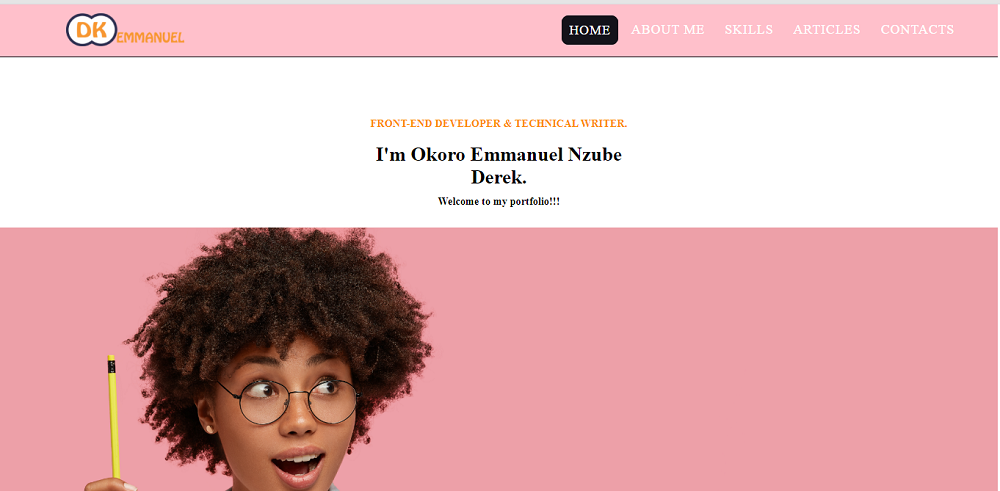 DK EMMANUEL
HOME ABOUT ME SKILLS ARTICLES CONTACTS
FRONT-END DEVELOPER & TECHNICAL WRITER.
I'm Okoro Emmanuel Nzube
Derek.
Welcome to my portfolio!!!